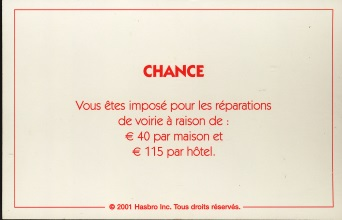 CHANCE
Vous êtes imposé pour les réparations
de voirie à raison de :
€ 40 par maison et
€ 115 par hôtel.
© 2001 Hasbro Inc. Tous droits réservés.